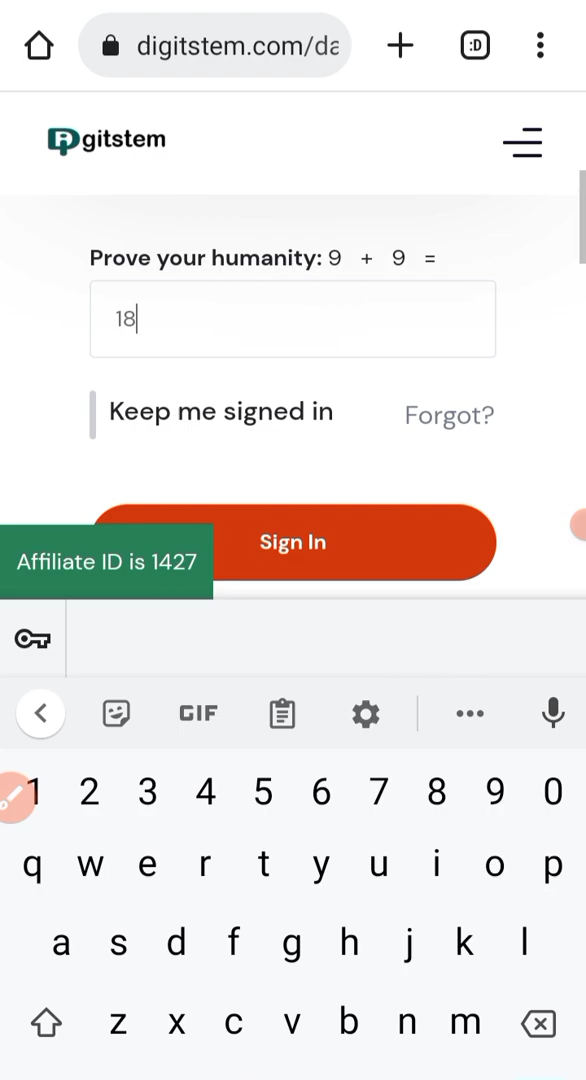 digitstem.com/da
:D
Digitstem
Prove your humanity: 9 + 9 =
18
Keep me signed in
Forgot?
Sign In
Affiliate ID is 1427
GIF
1 2 3 4 5 6 7 8 9 0
q w e r t y u i o p
a s d f g h j k l
z x c v b n m